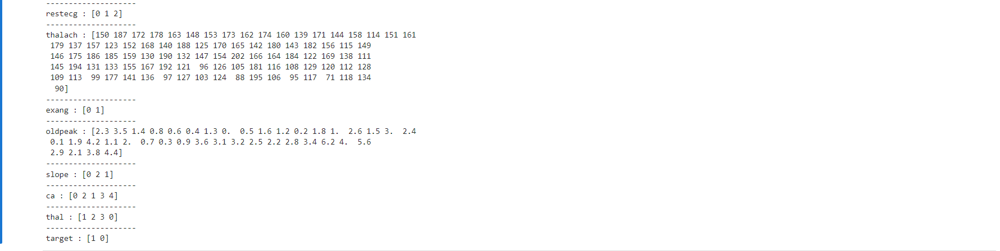 --------------------
restecg : [0 1 2]
--------------------
thalach : [150 187 172 178 163 148 153 173 162 174 160 139 171 144 158 114 151 161
 179 137 157 123 152 168 140 188 125 170 165 142 180 143 182 156 115 149
 146 175 186 185 159 130 190 132 147 154 202 166 164 184 122 169 138 111
 145 194 131 133 155 167 192 121  96 126 105 181 116 108 129 120 112 128
 109 113  99 177 141 136  97 127 103 124  88 195 106  95 117  71 118 134
  90]
--------------------
exang : [0 1]
--------------------
oldpeak : [2.3 3.5 1.4 0.8 0.6 0.4 1.3 0.  0.5 1.6 1.2 0.2 1.8 1.  2.6 1.5 3.  2.4
 0.1 1.9 4.2 1.1 2.  0.7 0.3 0.9 3.6 3.1 3.2 2.5 2.2 2.8 3.4 6.2 4.  5.6
 2.9 2.1 3.8 4.4]
--------------------
slope : [0 2 1]
--------------------
ca : [0 2 1 3 4]
--------------------
thal : [1 2 3 0]
--------------------
target : [1 0]